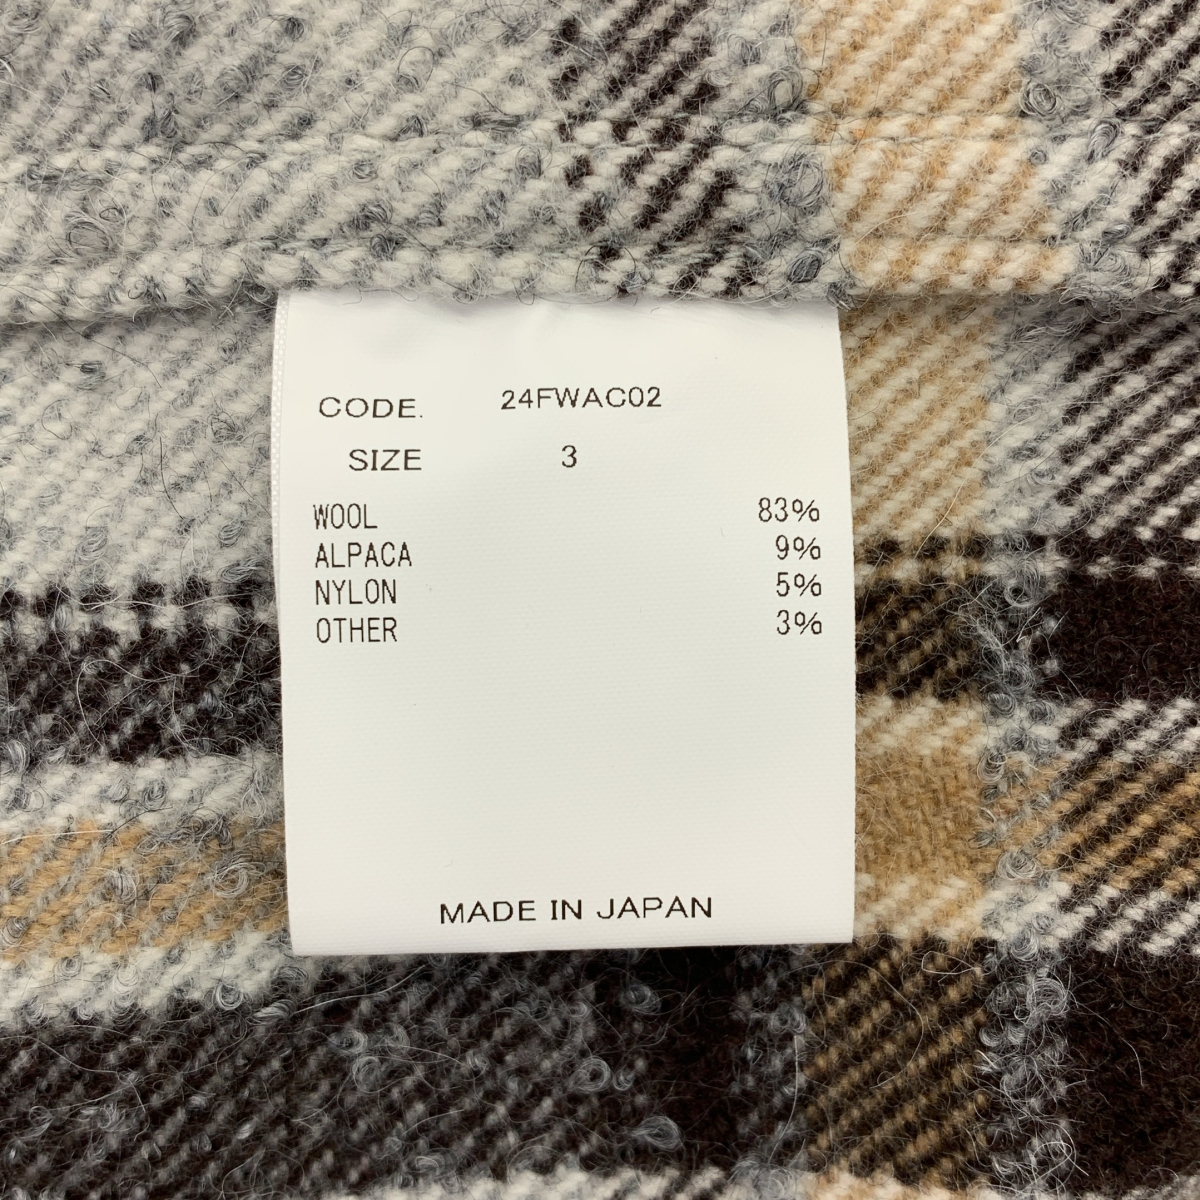 CODE. 24FWAC02
SIZE 3
WOOL 83%
ALPACA 9%
NYLON 5%
OTHER 3%
MADE IN JAPAN